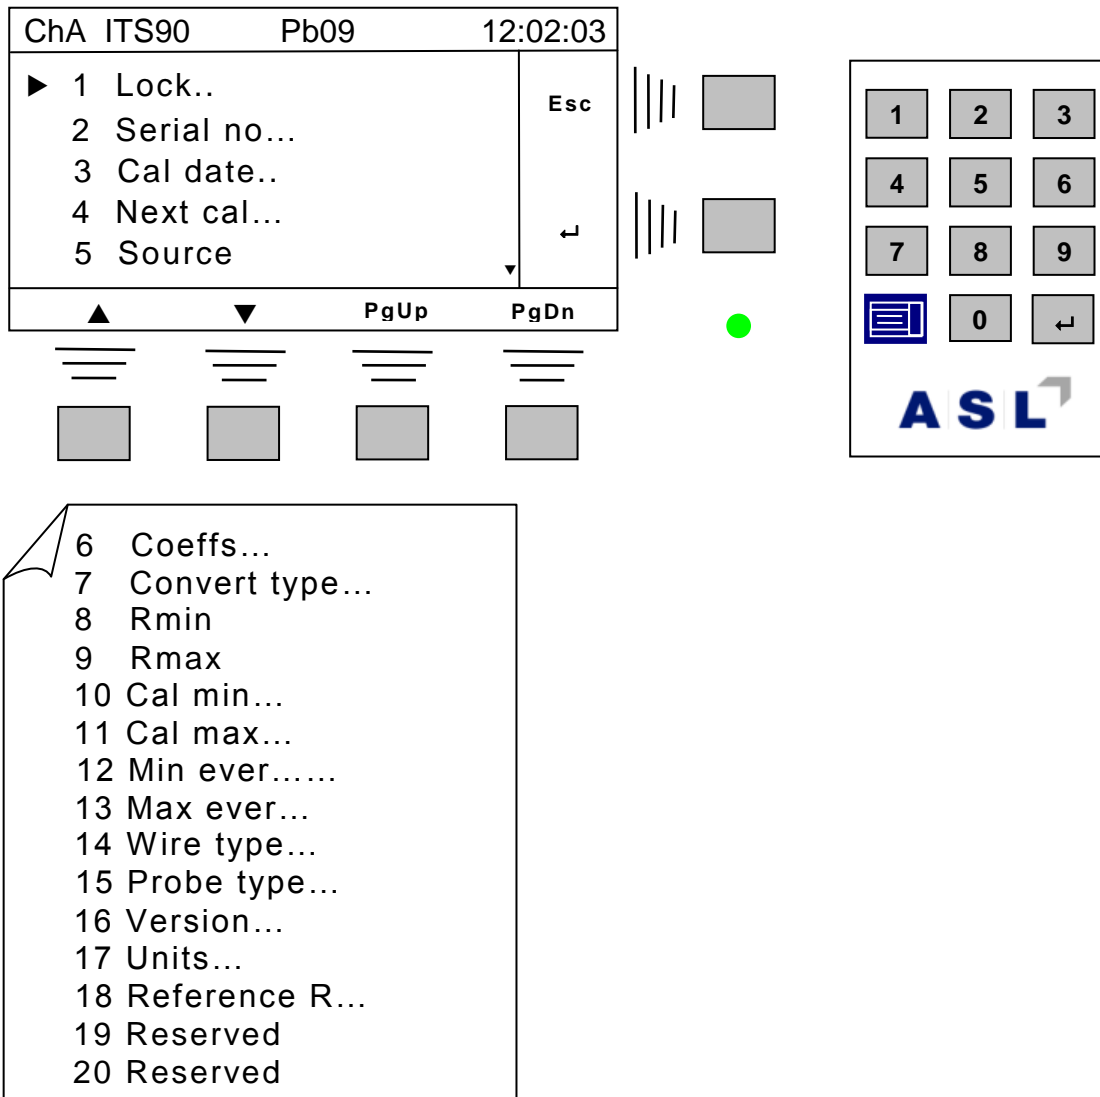 ChA ITS90 Pb09 12:02:03
1 Lock..
2 Serial no...
3 Cal date..
4 Next cal...
5 Source
Esc
↵
▲ ▼ PgUp PgDn
1 2 3
4 5 6
7 8 9
0 ↵
ASL
6 Coeffs...
7 Convert type...
8 Rmin
9 Rmax
10 Cal min...
11 Cal max...
12 Min ever......
13 Max ever...
14 Wire type...
15 Probe type...
16 Version...
17 Units...
18 Reference R...
19 Reserved
20 Reserved